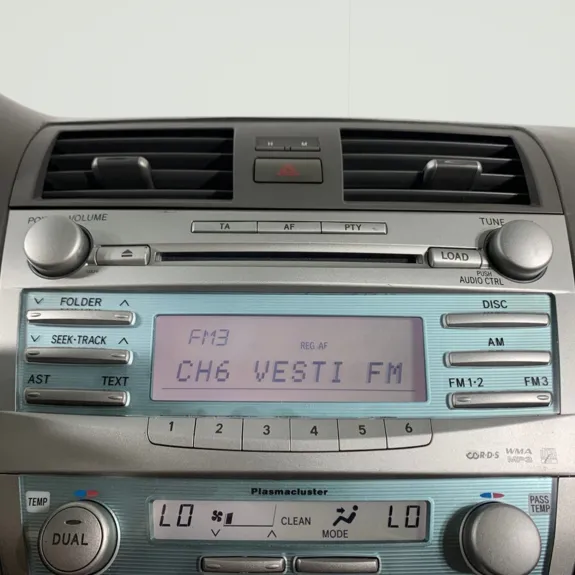 H M
POWER VOLUME
TA AF PTY
TUNE
LOAD
PUSH
AUDIO CTRL
FOLDER
SEEK·TRACK
AST TEXT
FM3
REG AF
CH6 VESTI FM
DISC
AM
FM1·2 FM3
1 2 3 4 5 6
R·D·S WMA
MP3
Plasmacluster
TEMP
DUAL
LO
CLEAN
MODE
LO
PASS
TEMP